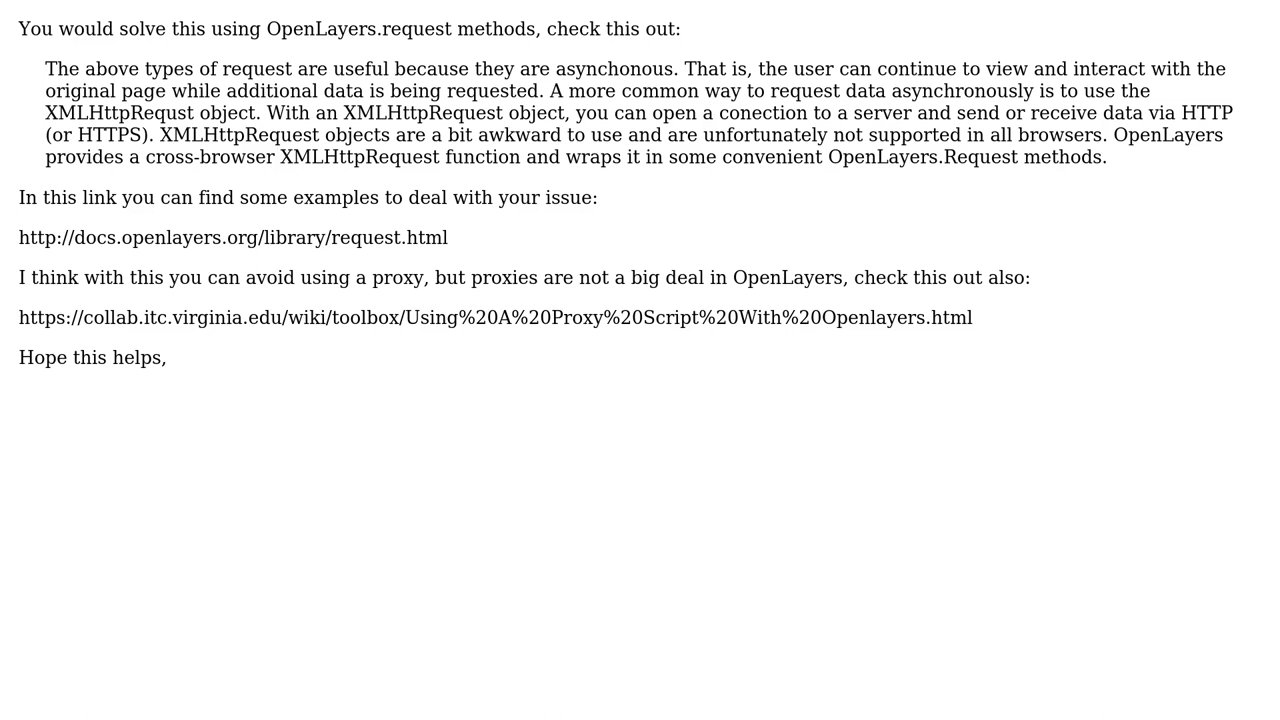 You would solve this using OpenLayers.request methods, check this out:
The above types of request are useful because they are asynchonous. That is, the user can continue to view and interact with the
original page while additional data is being requested. A more common way to request data asynchronously is to use the
XMLHttpRequst object. With an XMLHttpRequest object, you can open a conection to a server and send or receive data via HTTP
(or HTTPS). XMLHttpRequest objects are a bit awkward to use and are unfortunately not supported in all browsers. OpenLayers
provides a cross-browser XMLHttpRequest function and wraps it in some convenient OpenLayers.Request methods.
In this link you can find some examples to deal with your issue:
http://docs.openlayers.org/library/request.html
I think with this you can avoid using a proxy, but proxies are not a big deal in OpenLayers, check this out also:
https://collab.itc.virginia.edu/wiki/toolbox/Using%20A%20Proxy%20Script%20With%20Openlayers.html
Hope this helps,